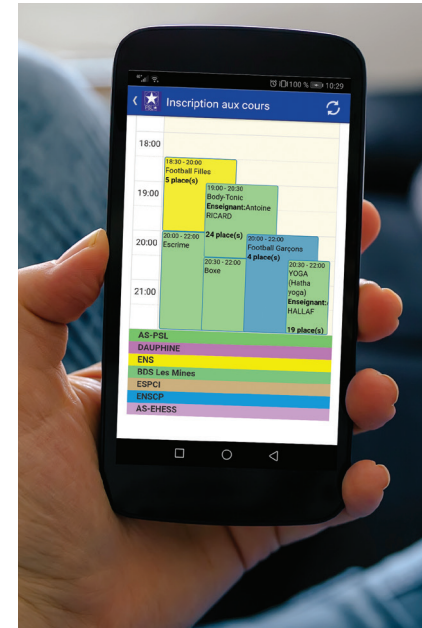 100 % 10:29
Inscription aux cours
18:00
18:30 - 20:00
Football Filles
5 place(s)
19:00
19:00 - 20:30
Body-Tonic
Enseignant:Antoine
RICARD
24 place(s)
20:00
20:00 - 22:00
Escrime
20:00 - 22:00
Football Garçons
4 place(s)
20:30 - 22:00
Boxe
20:30 - 22:00
YOGA
(Hatha
yoga)
Enseignant:
HALLAF
19 place(s)
21:00
AS-PSL
DAUPHINE
ENS
BDS Les Mines
ESPCI
ENSCP
AS-EHESS